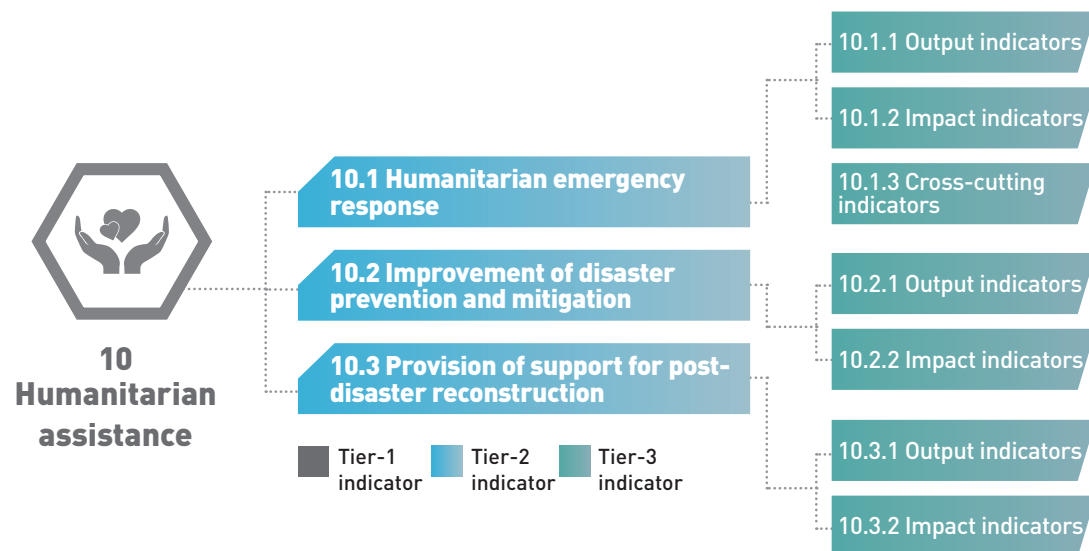 10
Humanitarian
assistance
10.1 Humanitarian emergency
response
10.2 Improvement of disaster
prevention and mitigation
10.3 Provision of support for post-
disaster reconstruction
10.1.1 Output indicators
10.1.2 Impact indicators
10.1.3 Cross-cutting
indicators
10.2.1 Output indicators
10.2.2 Impact indicators
10.3.1 Output indicators
10.3.2 Impact indicators
Tier-1
indicator
Tier-2
indicator
Tier-3
indicator